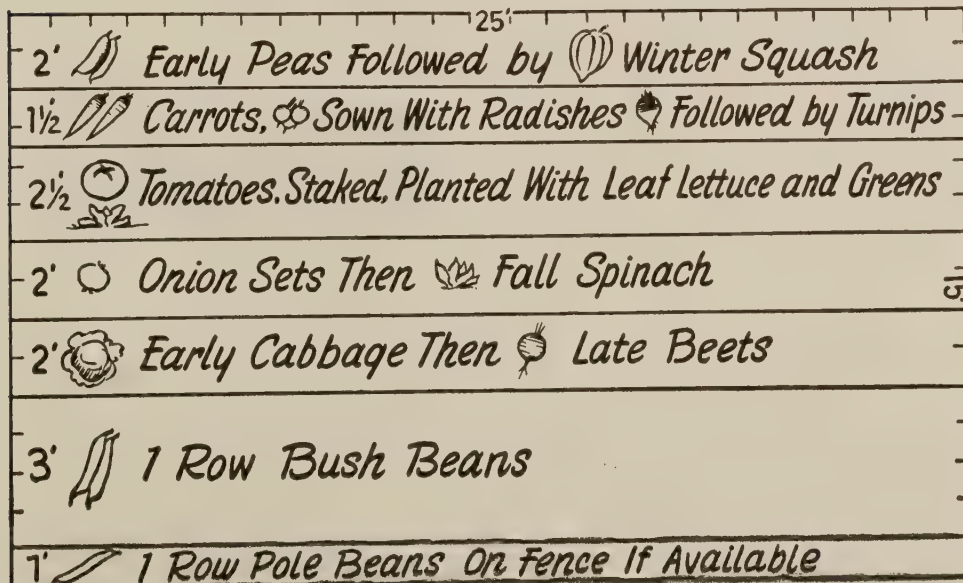 25'
2' Early Peas Followed by Winter Squash
1½' Carrots, Sown With Radishes Followed by Turnips
2½' Tomatoes. Staked, Planted With Leaf Lettuce and Greens
2' Onion Sets Then Fall Spinach
15'
2' Early Cabbage Then Late Beets
3' 1 Row Bush Beans
1' 1 Row Pole Beans On Fence If Available